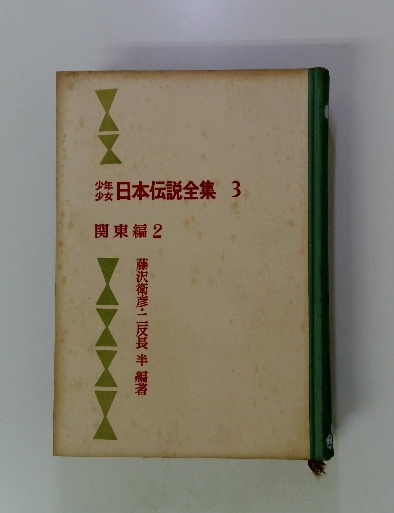 少年少女日本伝説全集 3
関東編 2
藤沢衛彦・二反長半編著